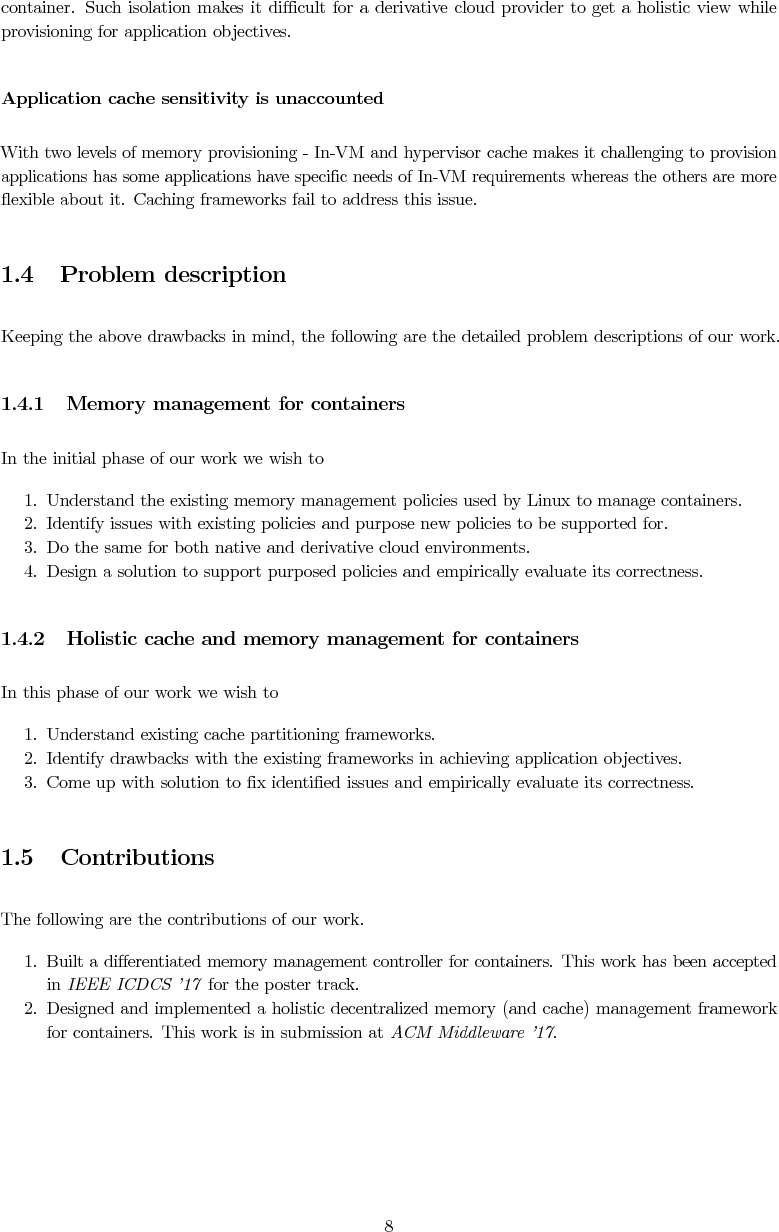 container. Such isolation makes it difficult for a derivative cloud provider to get a holistic view while
provisioning for application objectives.
Application cache sensitivity is unaccounted
With two levels of memory provisioning - In-VM and hypervisor cache makes it challenging to provision
applications has some applications have specific needs of In-VM requirements whereas the others are more
flexible about it. Caching frameworks fail to address this issue.
1.4 Problem description
Keeping the above drawbacks in mind, the following are the detailed problem descriptions of our work.
1.4.1 Memory management for containers
In the initial phase of our work we wish to
1. Understand the existing memory management policies used by Linux to manage containers.
2. Identify issues with existing policies and purpose new policies to be supported for.
3. Do the same for both native and derivative cloud environments.
4. Design a solution to support purposed policies and empirically evaluate its correctness.
1.4.2 Holistic cache and memory management for containers
In this phase of our work we wish to
1. Understand existing cache partitioning frameworks.
2. Identify drawbacks with the existing frameworks in achieving application objectives.
3. Come up with solution to fix identified issues and empirically evaluate its correctness.
1.5 Contributions
The following are the contributions of our work.
1. Built a differentiated memory management controller for containers. This work has been accepted
in IEEE ICDCS '17 for the poster track.
2. Designed and implemented a holistic decentralized memory (and cache) management framework
for containers. This work is in submission at ACM Middleware '17.
8